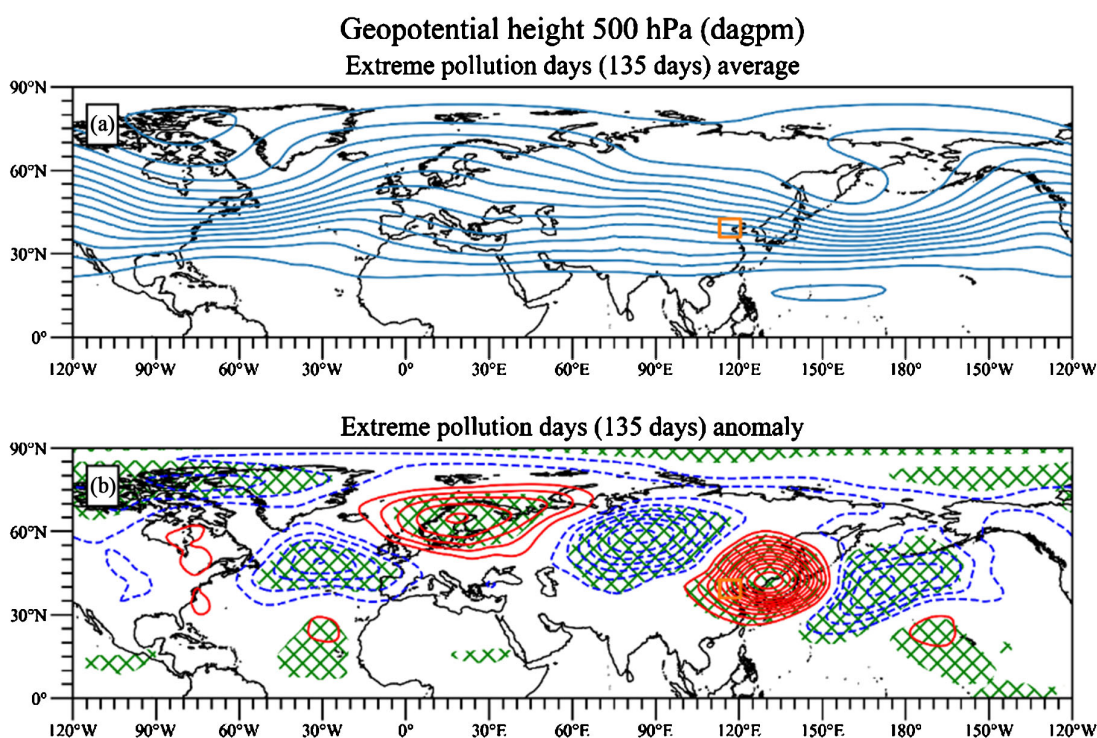 Geopotential height 500 hPa (dagpm)
Extreme pollution days (135 days) average
90°N
(a)
60°N
30°N
0°
120°W 90°W 60°W 30°W 0° 30°E 60°E 90°E 120°E 150°E 180° 150°W 120°W
Extreme pollution days (135 days) anomaly
90°N
(b)
60°N
30°N
0°
120°W 90°W 60°W 30°W 0° 30°E 60°E 90°E 120°E 150°E 180° 150°W 120°W